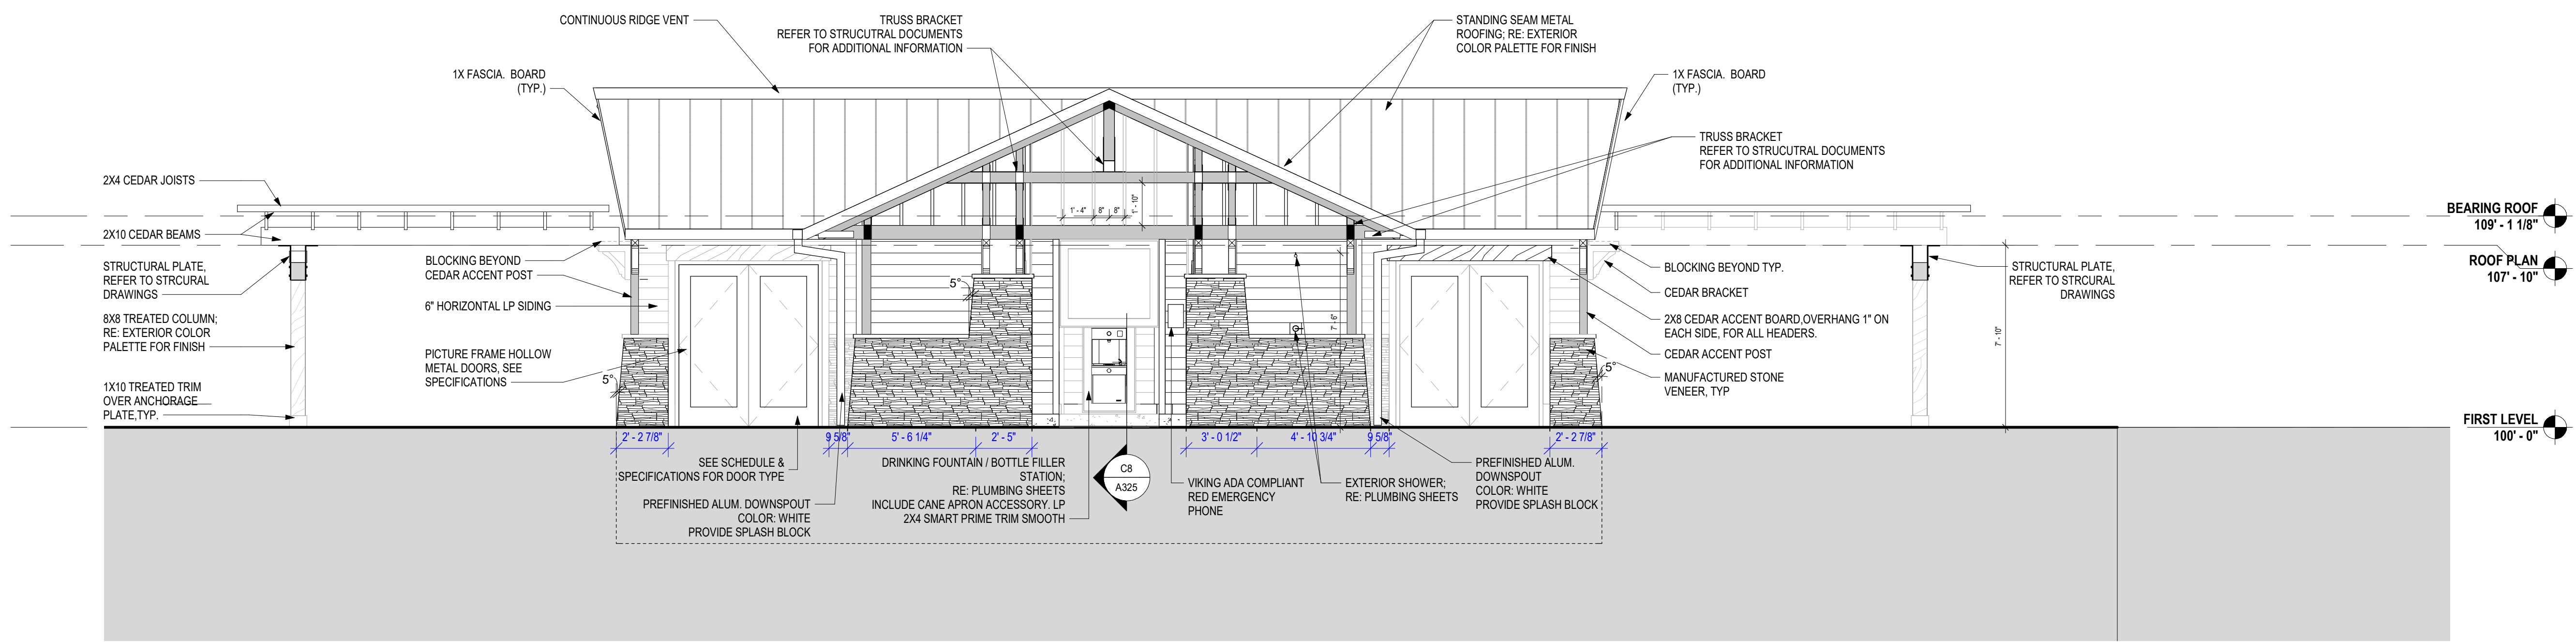 CONTINUOUS RIDGE VENT
TRUSS BRACKET
REFER TO STRUCUTRAL DOCUMENTS
FOR ADDITIONAL INFORMATION
STANDING SEAM METAL
ROOFING; RE: EXTERIOR
COLOR PALETTE FOR FINISH
1X FASCIA.  BOARD
(TYP.)
1X FASCIA.  BOARD
(TYP.)
TRUSS BRACKET
REFER TO STRUCUTRAL DOCUMENTS
FOR ADDITIONAL INFORMATION
2X4 CEDAR JOISTS
2X10 CEDAR BEAMS
STRUCTURAL PLATE,
REFER TO STRCURAL
DRAWINGS
8X8 TREATED COLUMN;
RE: EXTERIOR COLOR
PALETTE FOR FINISH
1X10 TREATED TRIM
OVER ANCHORAGE
PLATE,TYP.
BLOCKING BEYOND
CEDAR ACCENT POST
6" HORIZONTAL LP SIDING
PICTURE FRAME HOLLOW
METAL DOORS, SEE
SPECIFICATIONS
1' - 4"
8"
8"
1' - 10"
5°
5°
7' - 6"
5°
7' - 10"
BLOCKING BEYOND TYP.
CEDAR BRACKET
2X8 CEDAR ACCENT BOARD,OVERHANG 1" ON
EACH SIDE, FOR ALL HEADERS.
CEDAR ACCENT POST
MANUFACTURED STONE
VENEER, TYP
STRUCTURAL PLATE,
REFER TO STRCURAL
DRAWINGS
BEARING ROOF
109' - 1 1/8"
ROOF PLAN
107' - 10"
FIRST LEVEL
100' - 0"
2' - 2 7/8"
9 5/8"
5' - 6 1/4"
2' - 5"
3' - 0 1/2"
4' - 10 3/4"
9 5/8"
2' - 2 7/8"
SEE SCHEDULE &
SPECIFICATIONS FOR DOOR TYPE
PREFINISHED ALUM. DOWNSPOUT
COLOR: WHITE
PROVIDE SPLASH BLOCK
DRINKING FOUNTAIN / BOTTLE FILLER
STATION;
RE: PLUMBING SHEETS
INCLUDE CANE APRON ACCESSORY. LP
2X4 SMART PRIME TRIM SMOOTH
C8
A325
VIKING ADA COMPLIANT
RED EMERGENCY
PHONE
EXTERIOR SHOWER;
RE: PLUMBING SHEETS
PREFINISHED ALUM.
DOWNSPOUT
COLOR: WHITE
PROVIDE SPLASH BLOCK